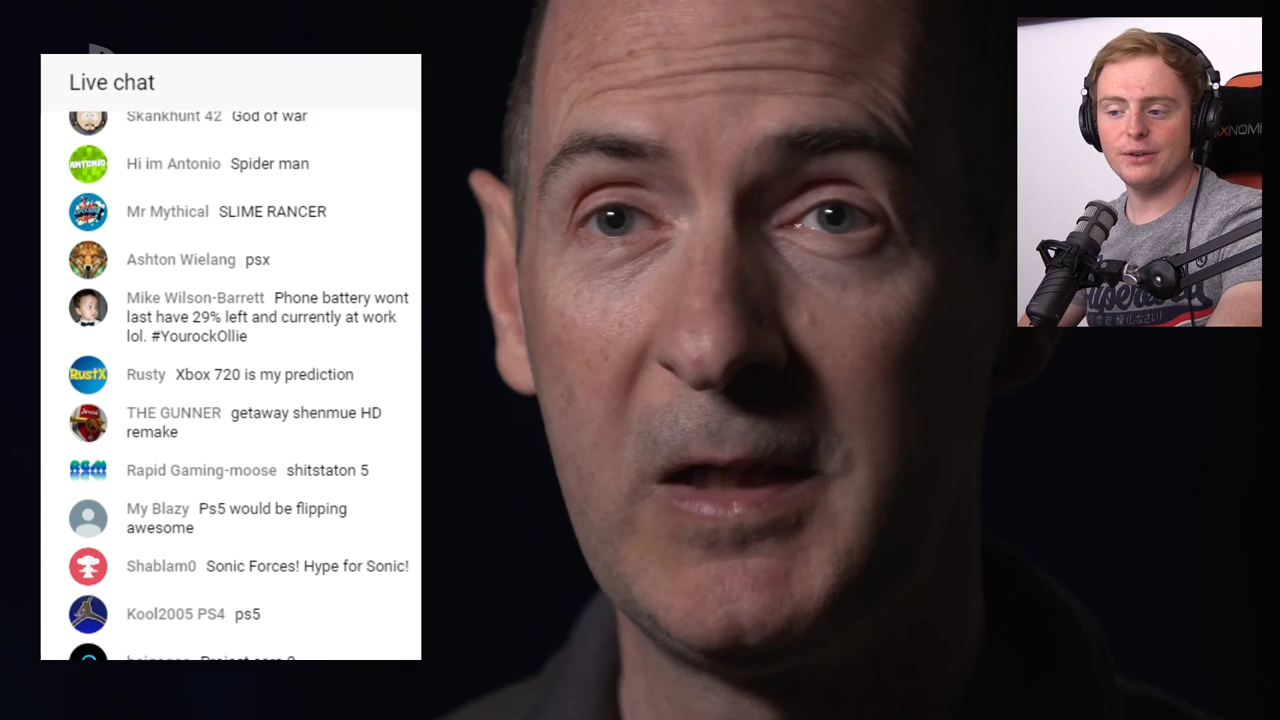 Live chat
Skankhunt 42 God of war
Hi im Antonio Spider man
Mr Mythical SLIME RANCER
Ashton Wielang psx
Mike Wilson-Barrett Phone battery wont
last have 29% left and currently at work
lol. #YourockOllie
RustX
Rusty Xbox 720 is my prediction
THE GUNNER getaway shenmue HD
remake
Rapid Gaming-moose shitstaton 5
My Blazy Ps5 would be flipping
awesome
Shablam0 Sonic Forces! Hype for Sonic!
Kool2005 PS4 ps5
ANTONIO